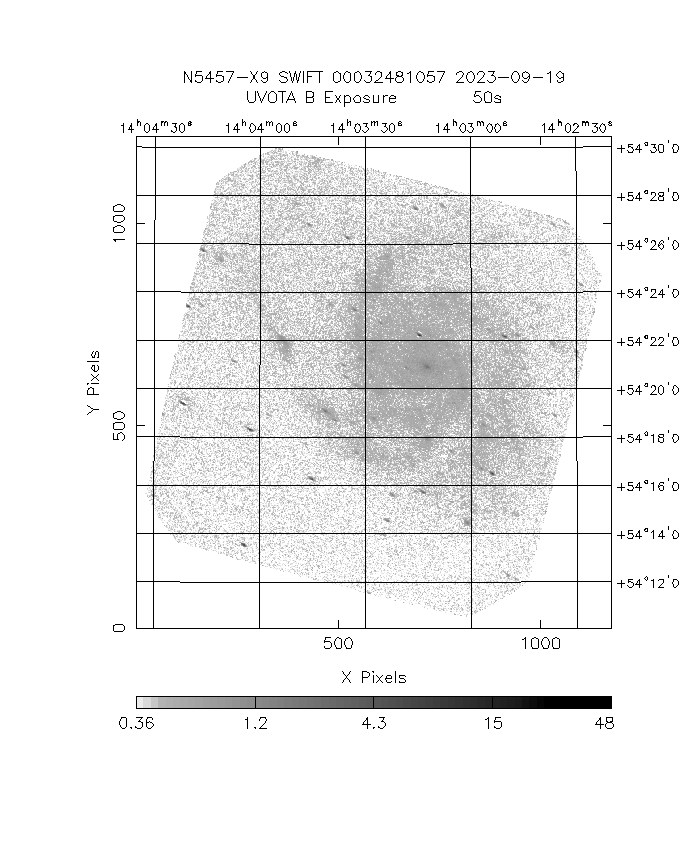 N5457-X9 SWIFT 00032481057 2023-09-19
UVOTA B Exposure 50s
14h04m30s 14h04m00s 14h03m30s 14h03m00s 14h02m30s
+54°30'0
+54°28'0
+54°26'0
+54°24'0
+54°22'0
+54°20'0
+54°18'0
+54°16'0
+54°14'0
+54°12'0
1000
500
0
Y Pixels
500 1000
X Pixels
0.36 1.2 4.3 15 48